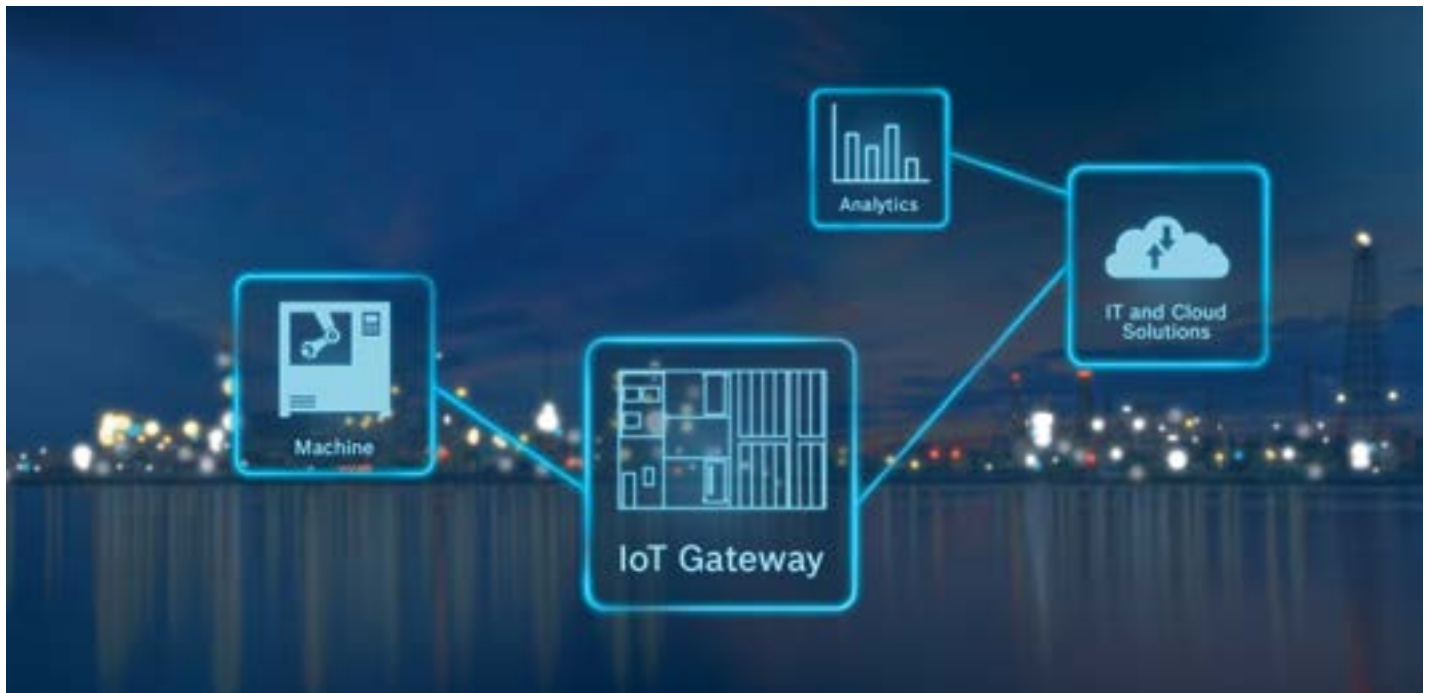 Analytics
IT and Cloud
Solutions
Machine
IoT Gateway